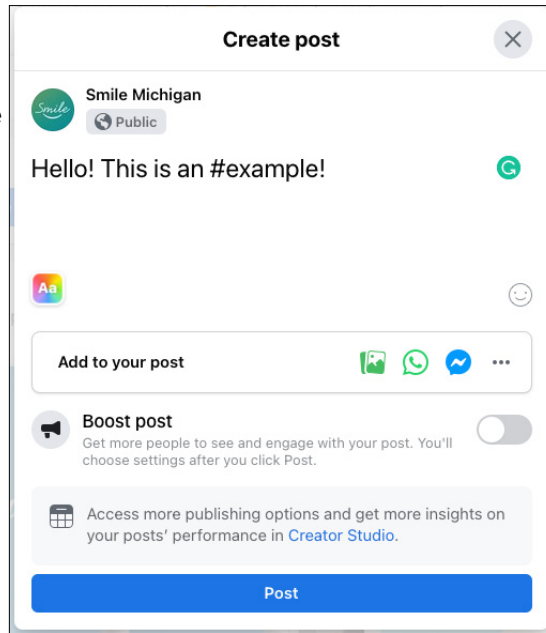 Create post
Smile
Smile Michigan
Public
Hello! This is an #example!
G
Aa
Add to your post
Boost post
Get more people to see and engage with your post. You'll
choose settings after you click Post.
Access more publishing options and get more insights on
your posts' performance in Creator Studio.
Post